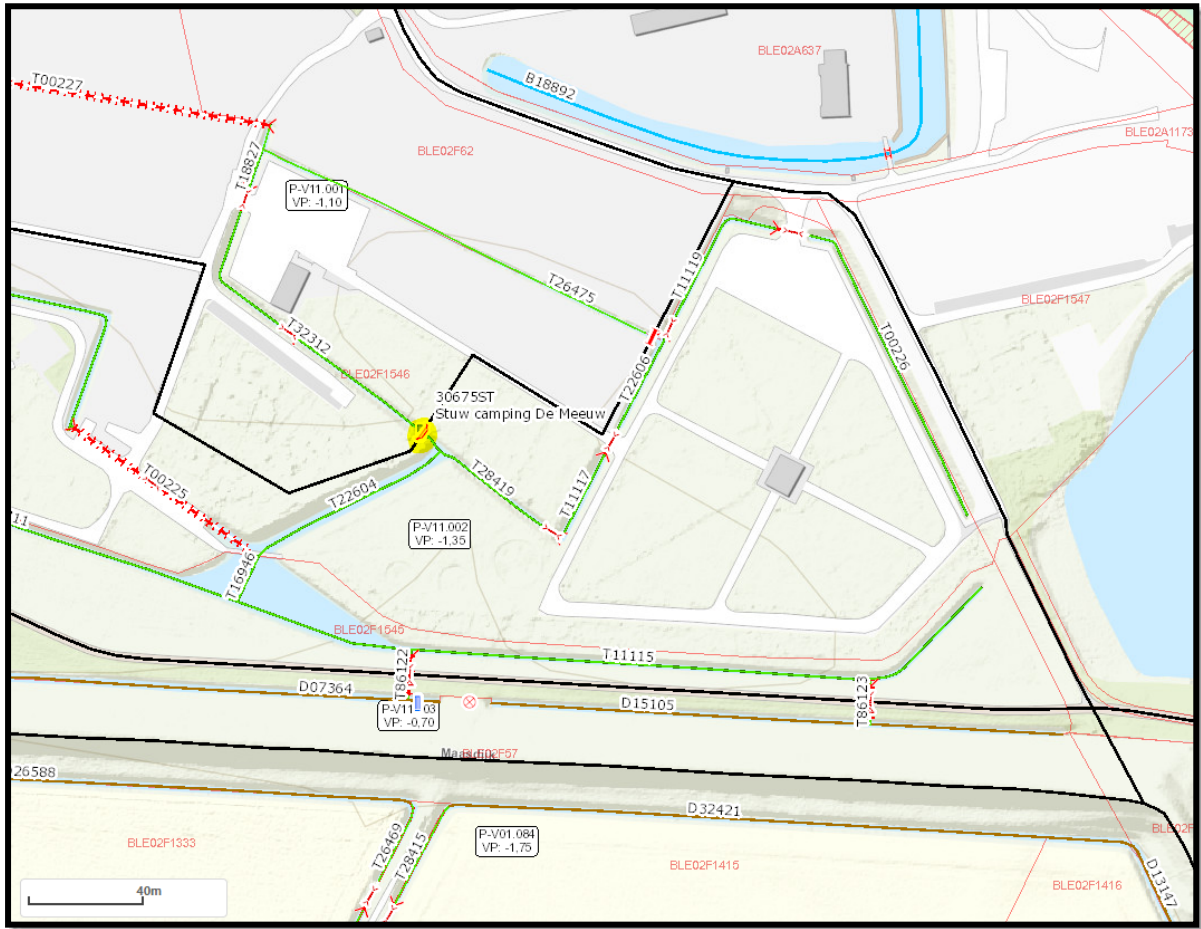 BLE02A637
T00227
B18892
BLE02A1173
BLE02F62
T18827
P-V11.001
VP: -1,10
T26475
T11119
BLE02F1547
T32312
T00226
T22606
BLE02F1546
30675ST
Stuw camping De Meeuw
T28419
T22604
T00225
T11117
11
P-V11.002
VP: -1,35
T16946
BLE02F1545
T11115
T86122
T86123
D07364
D15105
VP: -0,70
BLE02F57
D32421
P-V01.084
VP: -1,75
BLE02F1333
T26469
T28415
BLE02F1415
BLE02F1416
D13147
40m